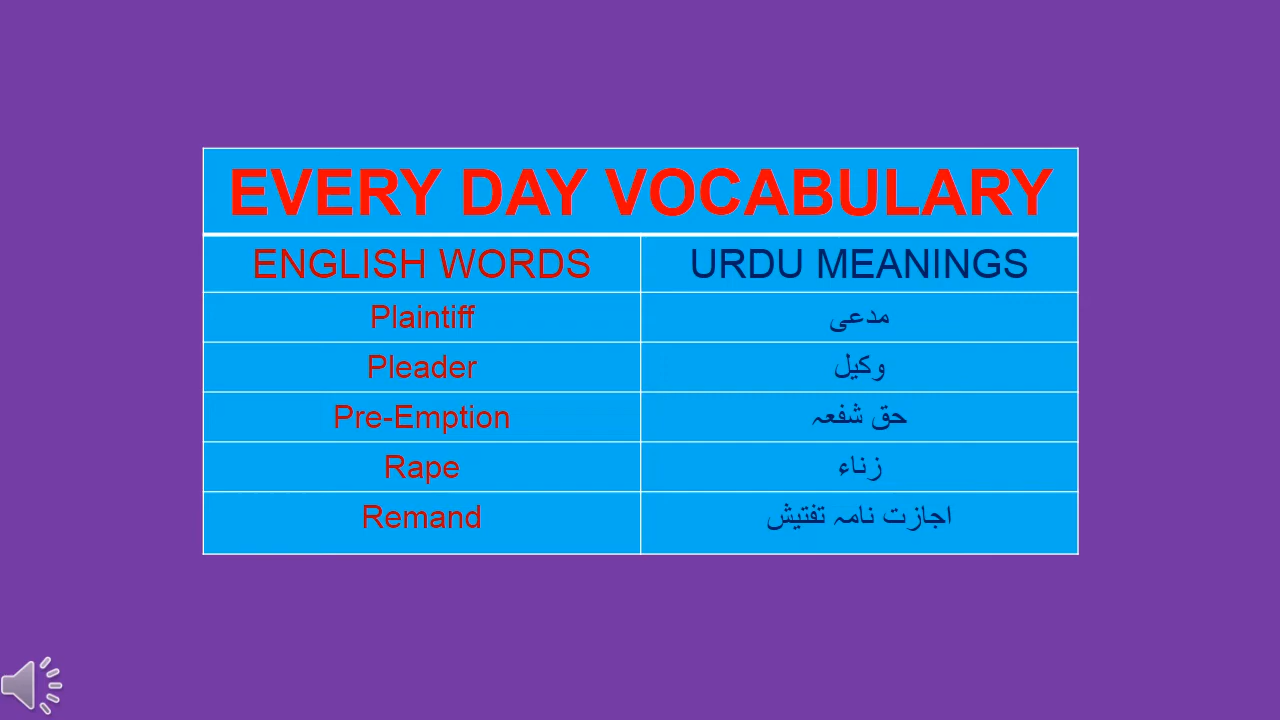 EVERY DAY VOCABULARY
ENGLISH WORDS URDU MEANINGS
Plaintiff مدعی
Pleader وکیل
Pre-Emption حق شفعہ
Rape زناء
Remand اجازت نامہ تفتیش